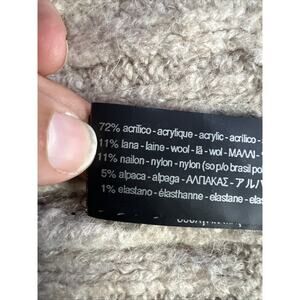 72% acrilico - acrylique - acrylic - acrílico -
11% lana - laine - wool - lã - wol - ΜΑΛΛΙ -
11% nailon - nylon - nylon (so p/o brasil po
5% alpaca - alpaga - ΑΛΠΑΚΑΣ - アルパ
1% elastano - élasthanne - elastane - elast